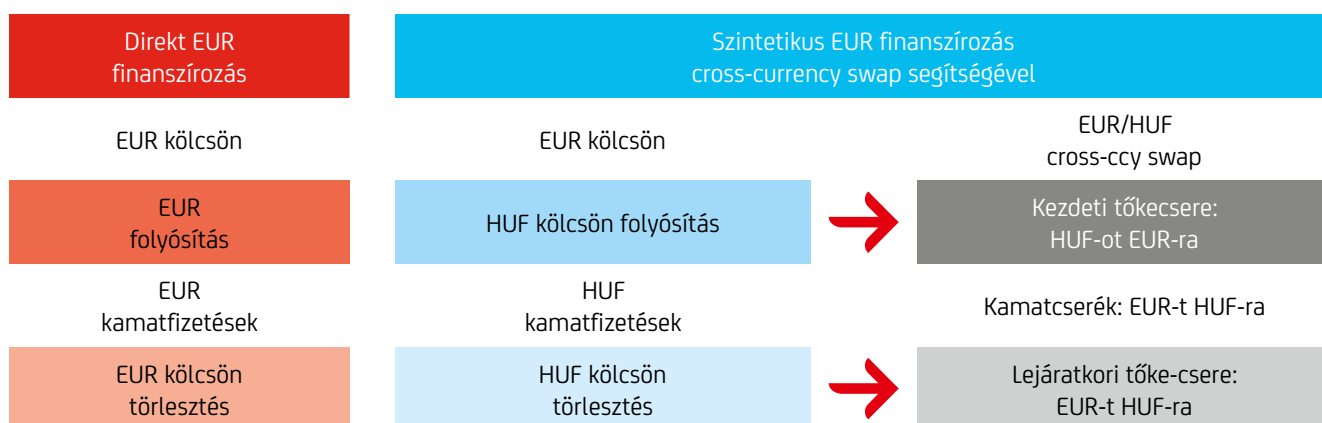 Direkt EUR
finanszírozás
Szintetikus EUR finanszírozás
cross-currency swap segítségével
EUR kölcsön
EUR kölcsön
EUR/HUF
cross-ccy swap
EUR
folyósítás
HUF kölcsön folyósítás
Kezdeti tőkecsere:
HUF-ot EUR-ra
EUR
kamatfizetések
HUF
kamatfizetések
Kamatcserék: EUR-t HUF-ra
EUR kölcsön
törlesztés
HUF kölcsön
törlesztés
Lejáratkori tőke-csere:
EUR-t HUF-ra